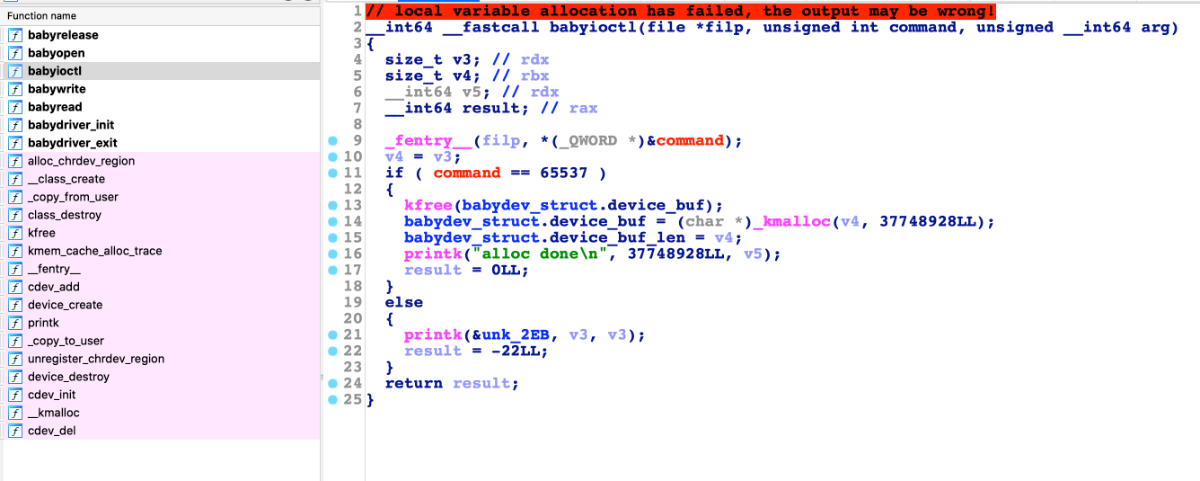 Function name
f babyrelease
f babyopen
f babyioctl
f babywrite
f babyread
f babydriver_init
f babydriver_exit
f alloc_chrdev_region
f __class_create
f _copy_from_user
f class_destroy
f kfree
f kmem_cache_alloc_trace
f __fentry__
f cdev_add
f device_create
f printk
f _copy_to_user
f unregister_chrdev_region
f device_destroy
f cdev_init
f __kmalloc
f cdev_del
1 // local variable allocation has failed, the output may be wrong!
2 __int64 __fastcall babyioctl(file *filp, unsigned int command, unsigned __int64 arg)
3 {
4 size_t v3; // rdx
5 size_t v4; // rbx
6 __int64 v5; // rdx
7 __int64 result; // rax
8
9 _fentry__(filp, *(_QWORD *)&command);
10 v4 = v3;
11 if ( command == 65537 )
12 {
13 kfree(babydev_struct.device_buf);
14 babydev_struct.device_buf = (char *)_kmalloc(v4, 37748928LL);
15 babydev_struct.device_buf_len = v4;
16 printk("alloc done\n", 37748928LL, v5);
17 result = 0LL;
18 }
19 else
20 {
21 printk(&unk_2EB, v3, v3);
22 result = -22LL;
23 }
24 return result;
25 }